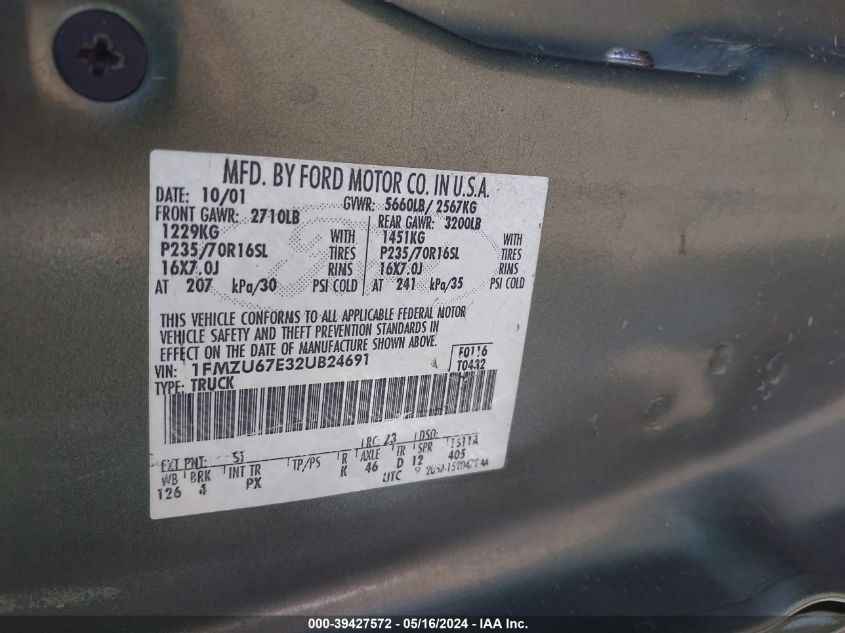 MFD. BY FORD MOTOR CO. IN U.S.A.
DATE: 10/01 GVWR: 5660LB/ 2567KG
FRONT GAWR: 2710LB REAR GAWR: 3200LB
1229KG WITH 1451KG WITH
P235/70R16SL TIRES P235/70R16SL TIRES
16X7.0J RIMS 16X7.0J RIMS
AT 207 kPa/30 PSI COLD AT 241 kPa/35 PSI COLD
THIS VEHICLE CONFORMS TO ALL APPLICABLE FEDERAL MOTOR
VEHICLE SAFETY AND THEFT PREVENTION STANDARDS IN
EFFECT ON THE DATE OF MANUFACTURE SHOWN ABOVE.
VIN: 1FMZU67E32UB24691 F0116
TYPE: TRUCK T0432
EXT PNT: RC: 23 DSO:
WB BRK INT TR TP/PS R AXLE TR SPR 1511A
126 4 PX K 46 D 12 405
UTC
000-39427572 / 05/16/2024 - IAA Inc.